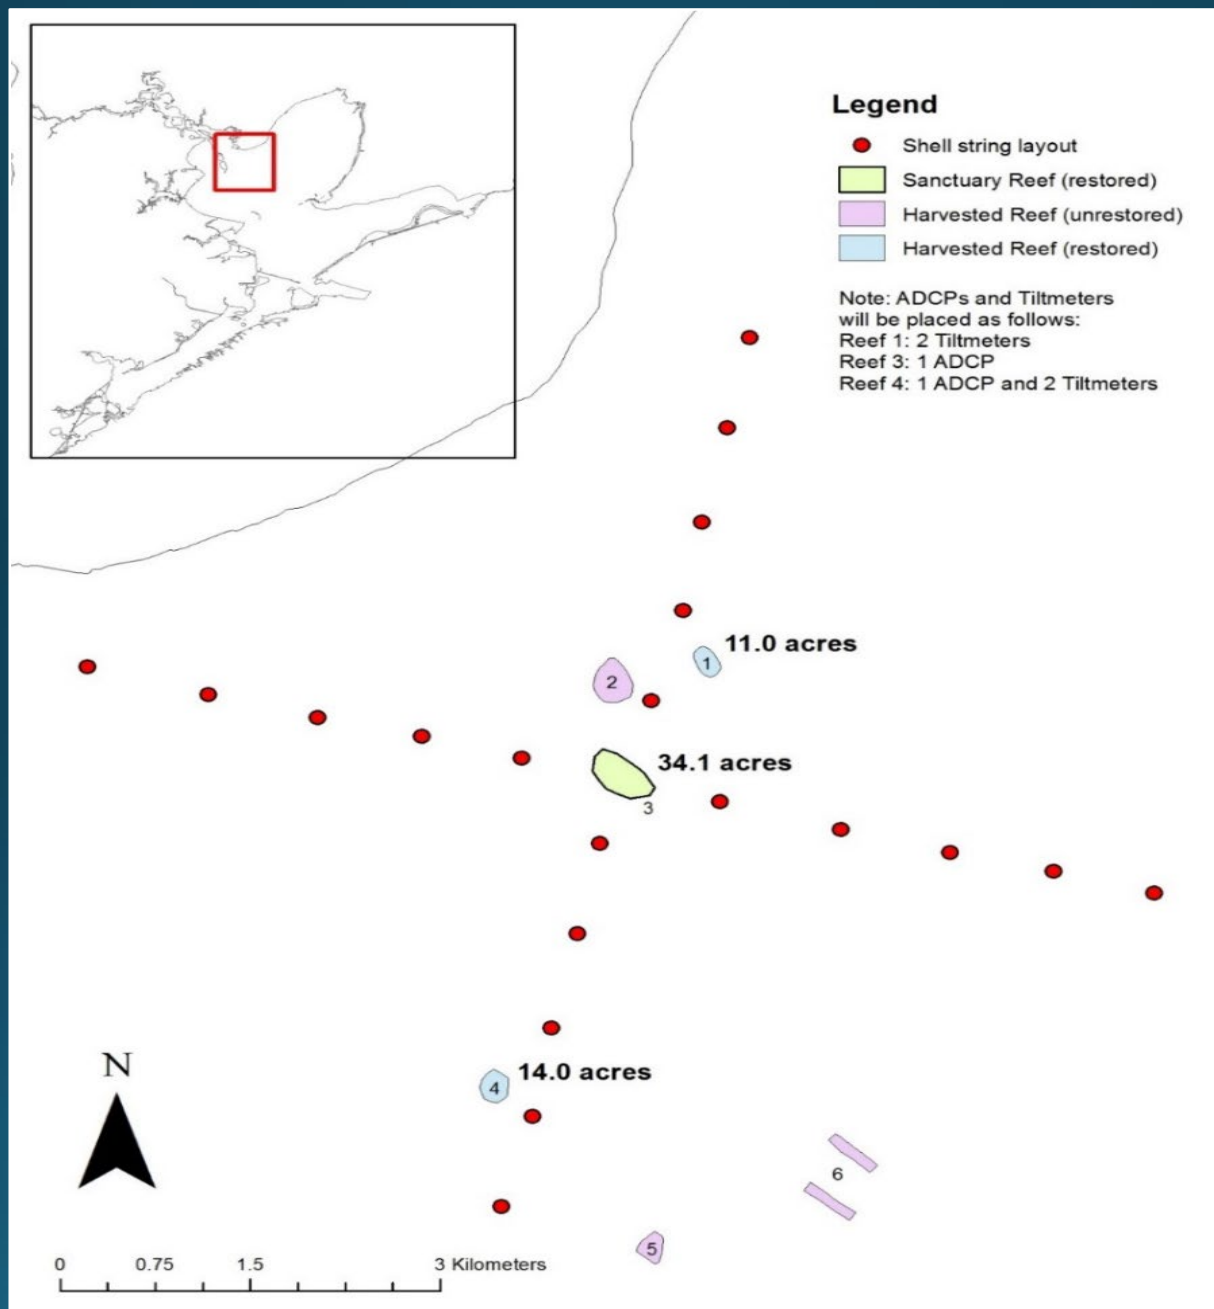 Legend
Shell string layout
Sanctuary Reef (restored)
Harvested Reef (unrestored)
Harvested Reef (restored)
Note: ADCPs and Tiltmeters
will be placed as follows:
Reef 1: 2 Tiltmeters
Reef 3: 1 ADCP
Reef 4: 1 ADCP and 2 Tiltmeters
11.0 acres
1
2
34.1 acres
3
N
14.0 acres
4
6
5
0 0.75 1.5 3 Kilometers